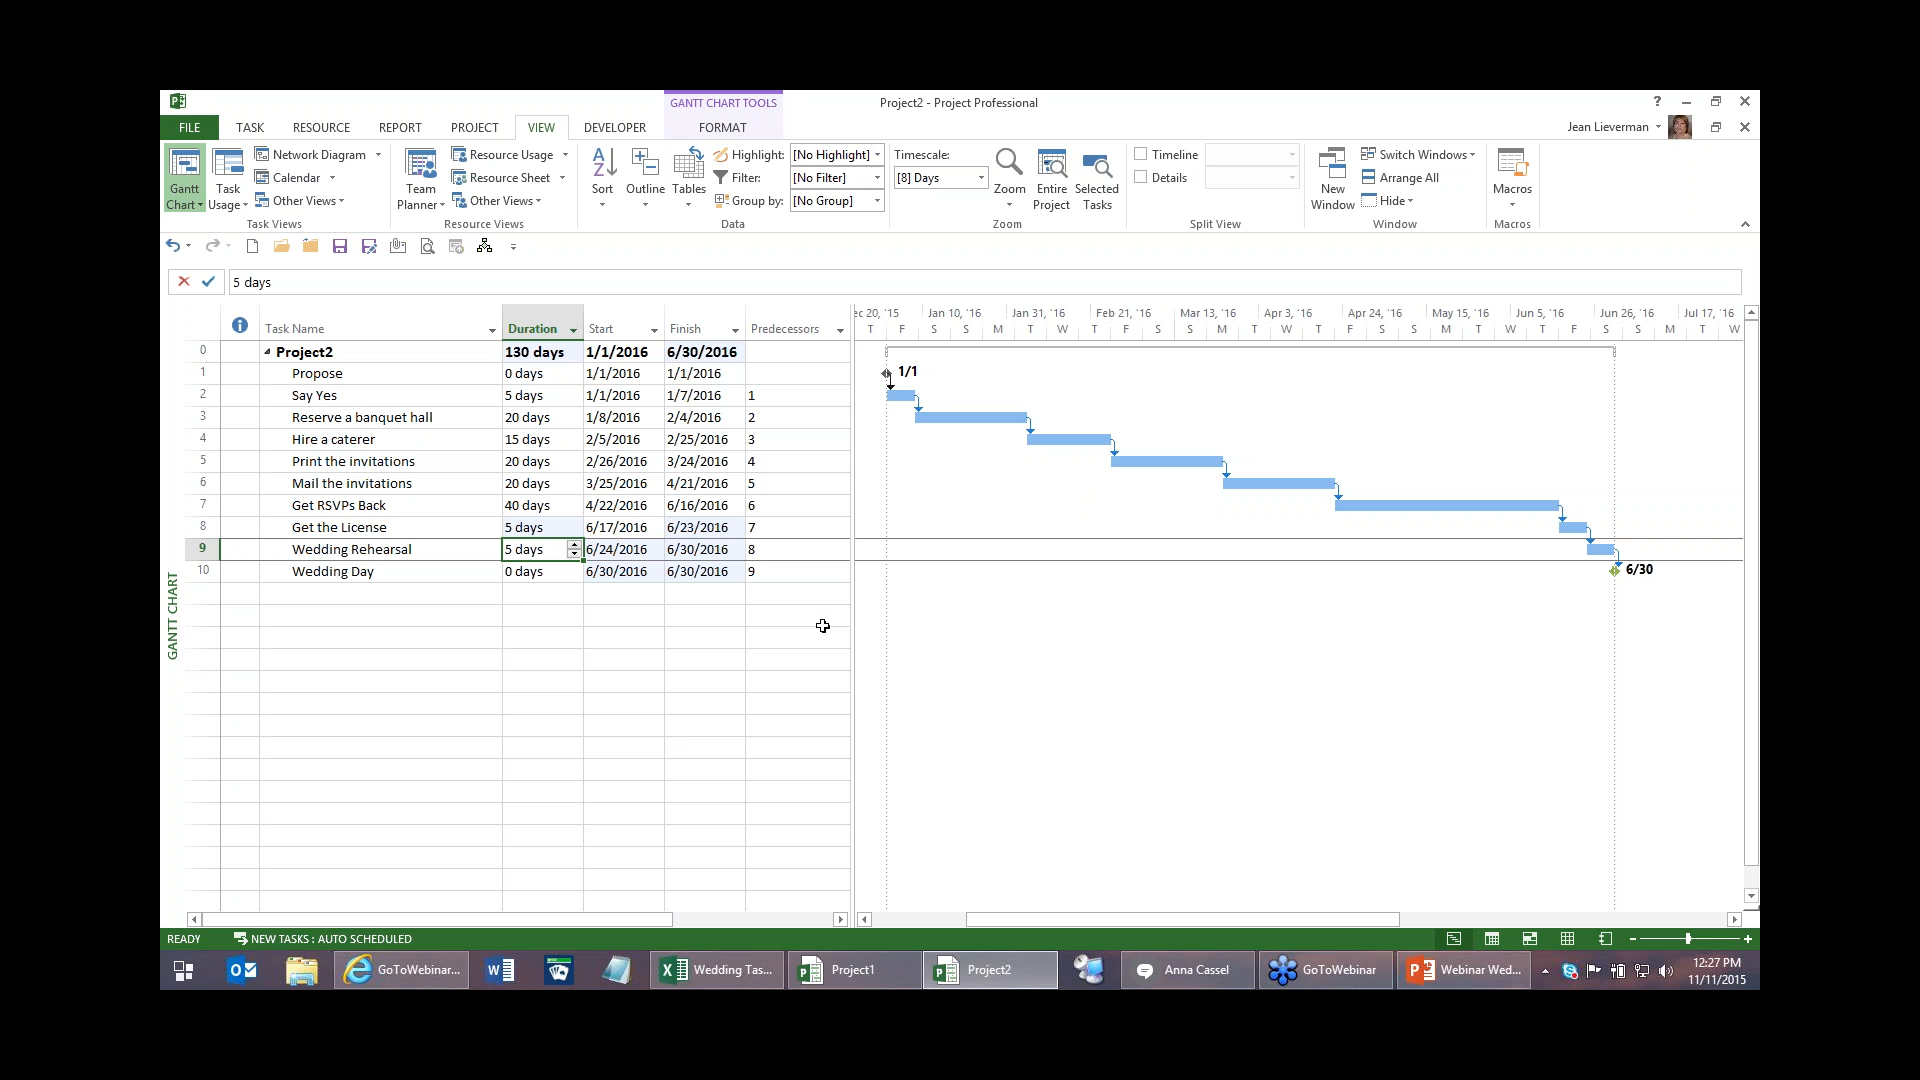 GANTT CHART TOOLS
Project2 - Project Professional
?
FILE TASK RESOURCE REPORT PROJECT VIEW DEVELOPER FORMAT
Jean Lieverman
Gantt Chart
Task Usage
Network Diagram
Calendar
Other Views
Task Views
Team Planner
Resource Usage
Resource Sheet
Other Views
Resource Views
Sort
Outline
Tables
Highlight: [No Highlight]
Filter: [No Filter]
Group by: [No Group]
Data
Timescale:
[8] Days
Zoom
Entire Project
Selected Tasks
Zoom
Timeline
Details
Split View
New Window
Switch Windows
Arrange All
Hide
Window
Macros
Macros
5 days
Task Name Duration Start Finish Predecessors
0 Project2 130 days 1/1/2016 6/30/2016
1 Propose 0 days 1/1/2016 1/1/2016
2 Say Yes 5 days 1/1/2016 1/7/2016 1
3 Reserve a banquet hall 20 days 1/8/2016 2/4/2016 2
4 Hire a caterer 15 days 2/5/2016 2/25/2016 3
5 Print the invitations 20 days 2/26/2016 3/24/2016 4
6 Mail the invitations 20 days 3/25/2016 4/21/2016 5
7 Get RSVPs Back 40 days 4/22/2016 6/16/2016 6
8 Get the License 5 days 6/17/2016 6/23/2016 7
9 Wedding Rehearsal 5 days 6/24/2016 6/30/2016 8
10 Wedding Day 0 days 6/30/2016 6/30/2016 9
20, '15 Jan 10, '16 Jan 31, '16 Feb 21, '16 Mar 13, '16 Apr 3, '16 Apr 24, '16 May 15, '16 Jun 5, '16 Jun 26, '16 Jul 17, '16
T F S S M T W T F S S M T W T F S S M T W T F S S M T W
1/1
6/30
GANTT CHART
READY NEW TASKS : AUTO SCHEDULED
GoToWebinar...
Wedding Tas...
Project1
Project2
Anna Cassel
GoToWebinar
Webinar Wed...
12:27 PM
11/11/2015